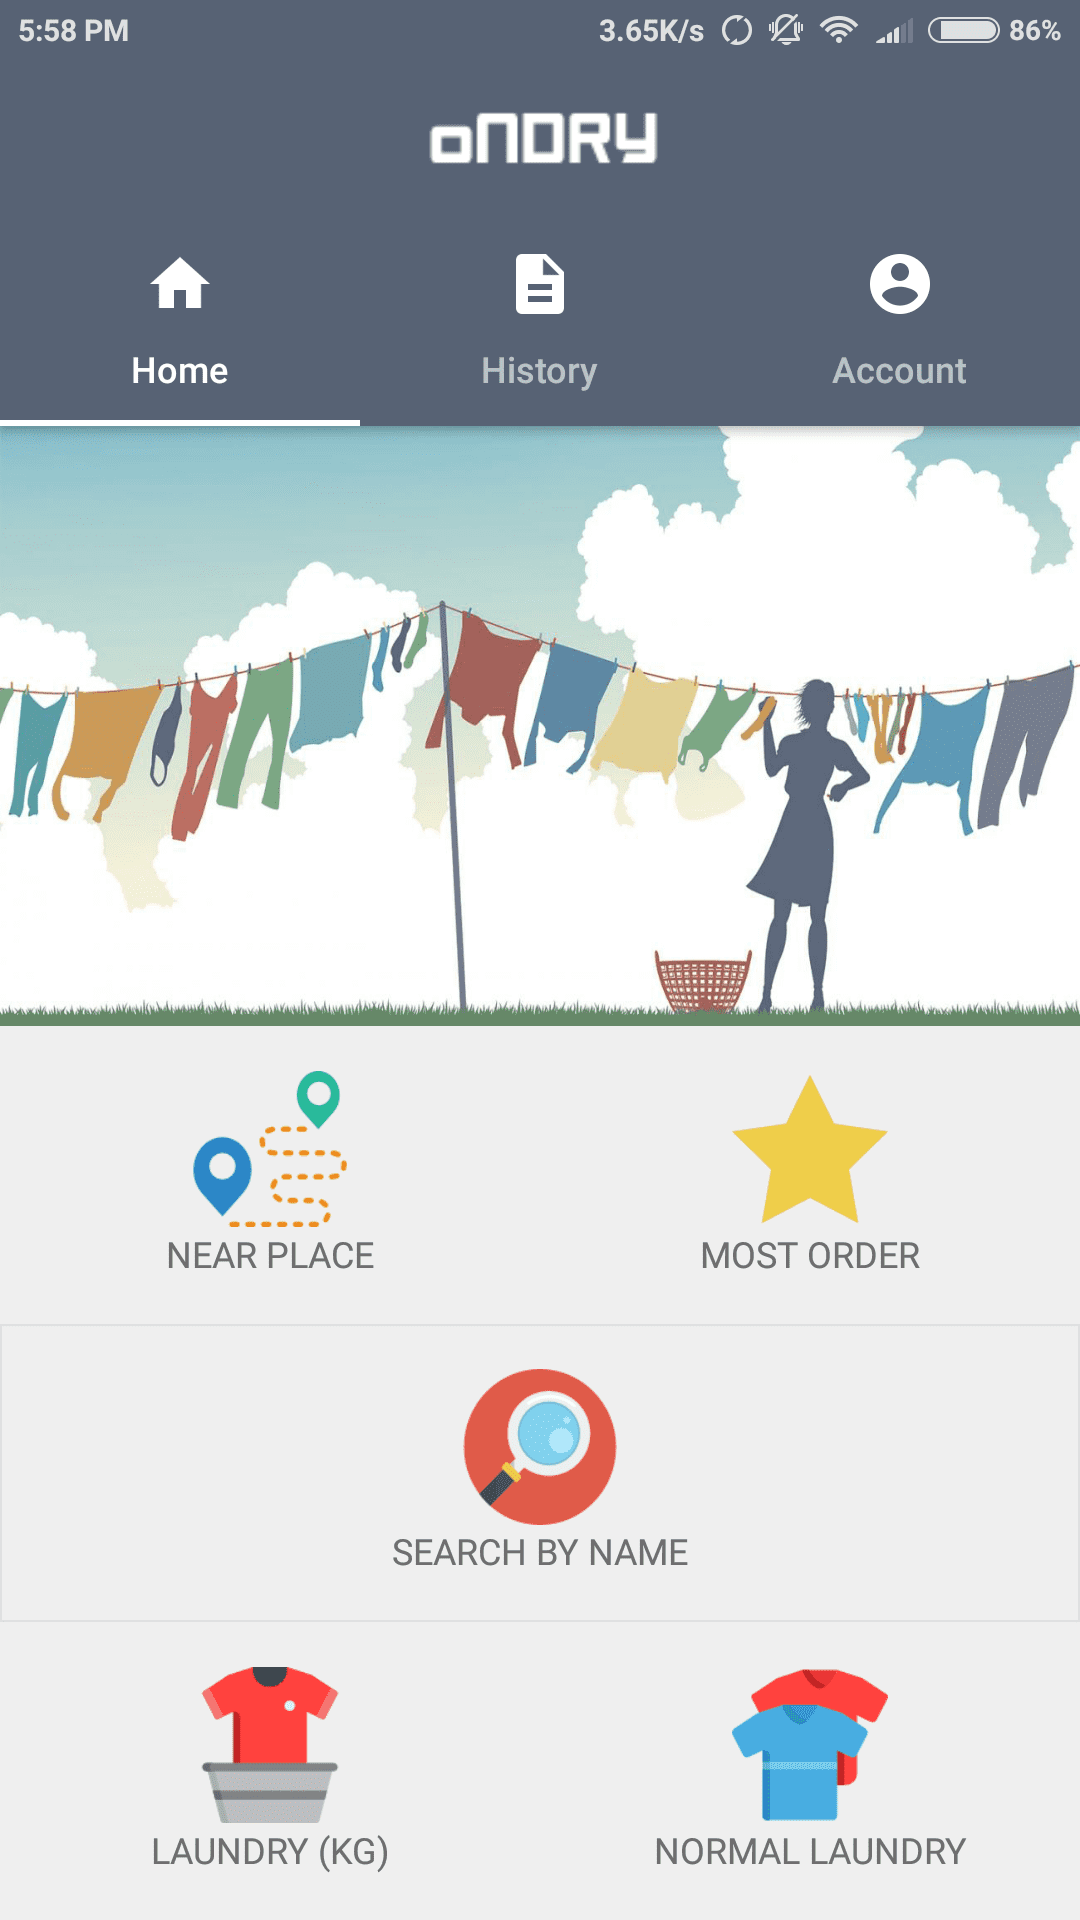 5:58 PM 3.65K/s 86%
oNDRY
Home History Account
NEAR PLACE MOST ORDER
SEARCH BY NAME
LAUNDRY (KG) NORMAL LAUNDRY